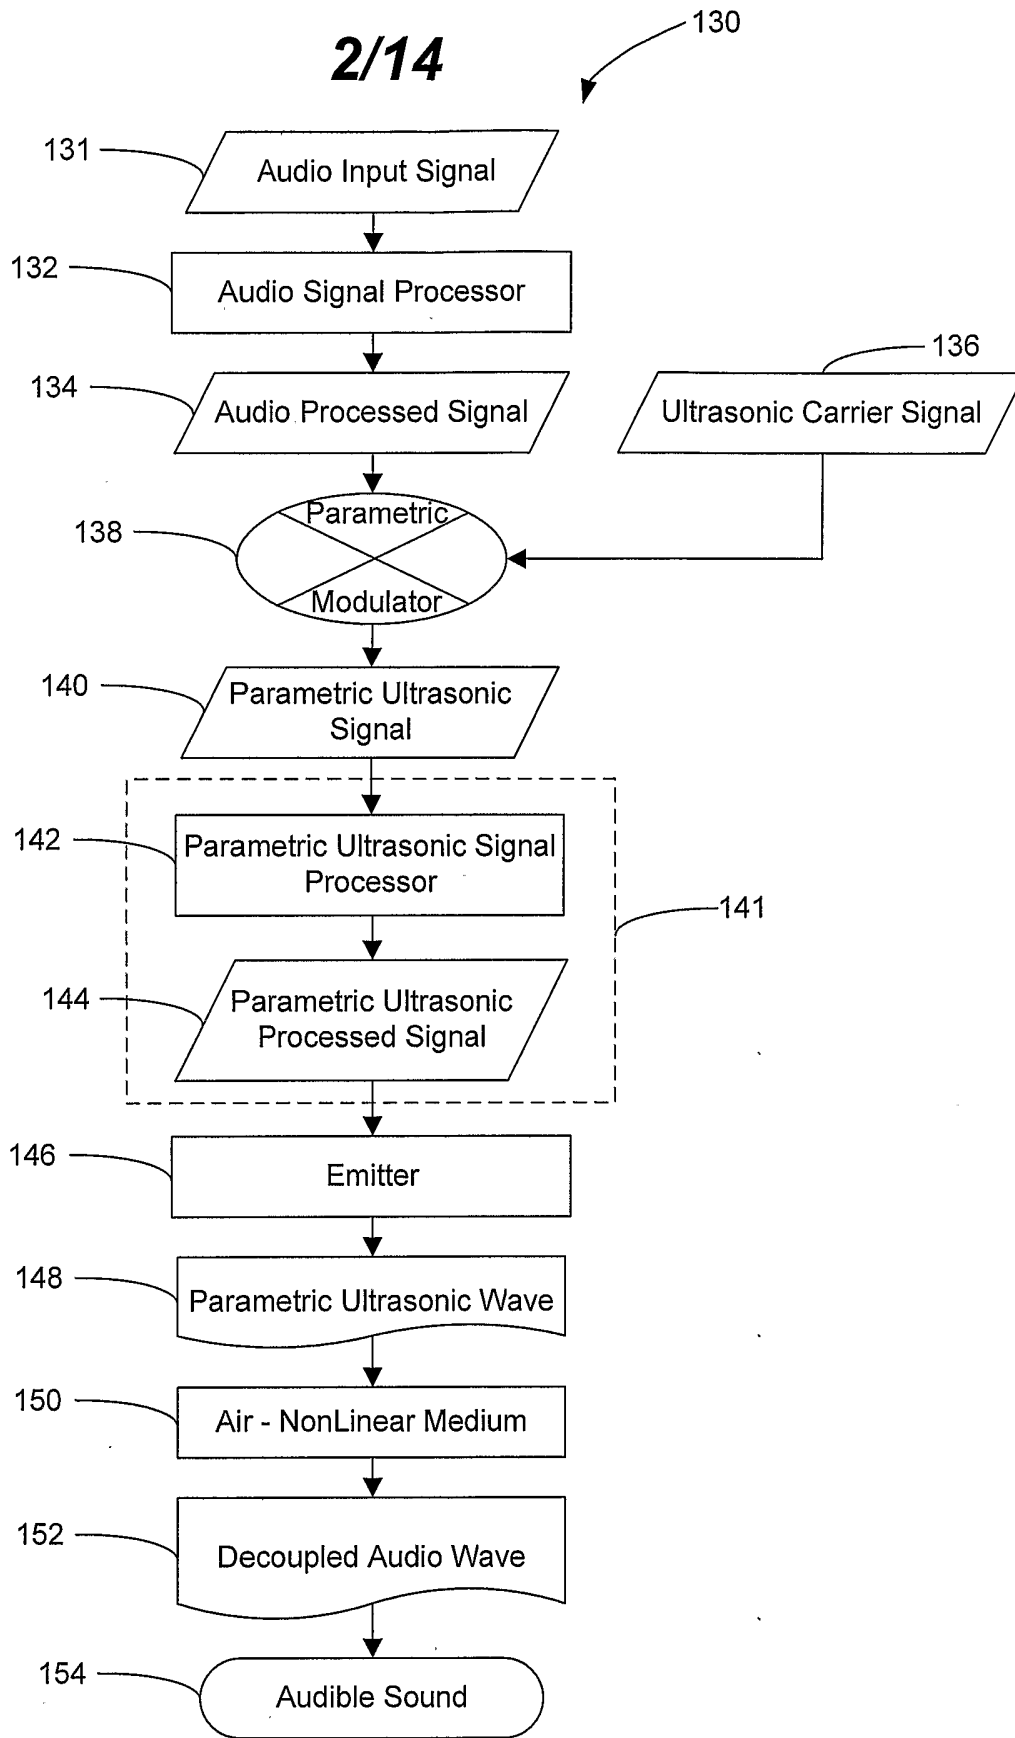 2/14
130
131
Audio Input Signal
132
Audio Signal Processor
134
Audio Processed Signal
136
Ultrasonic Carrier Signal
138
Parametric
Modulator
140
Parametric Ultrasonic
Signal
142
Parametric Ultrasonic Signal
Processor
141
144
Parametric Ultrasonic
Processed Signal
146
Emitter
148
Parametric Ultrasonic Wave
150
Air - NonLinear Medium
152
Decoupled Audio Wave
154
Audible Sound